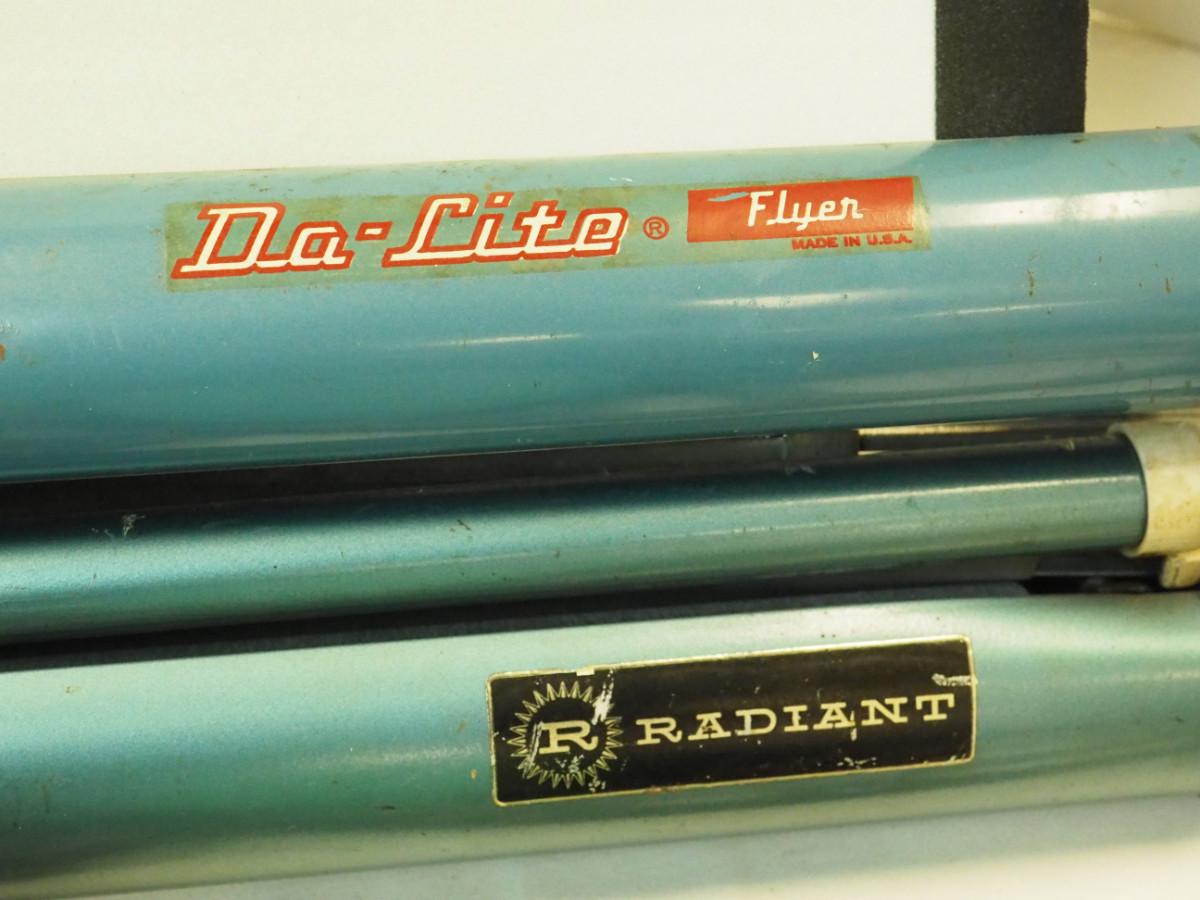 Da-Lite® Flyer
MADE IN U.S.A.
R RADIANT